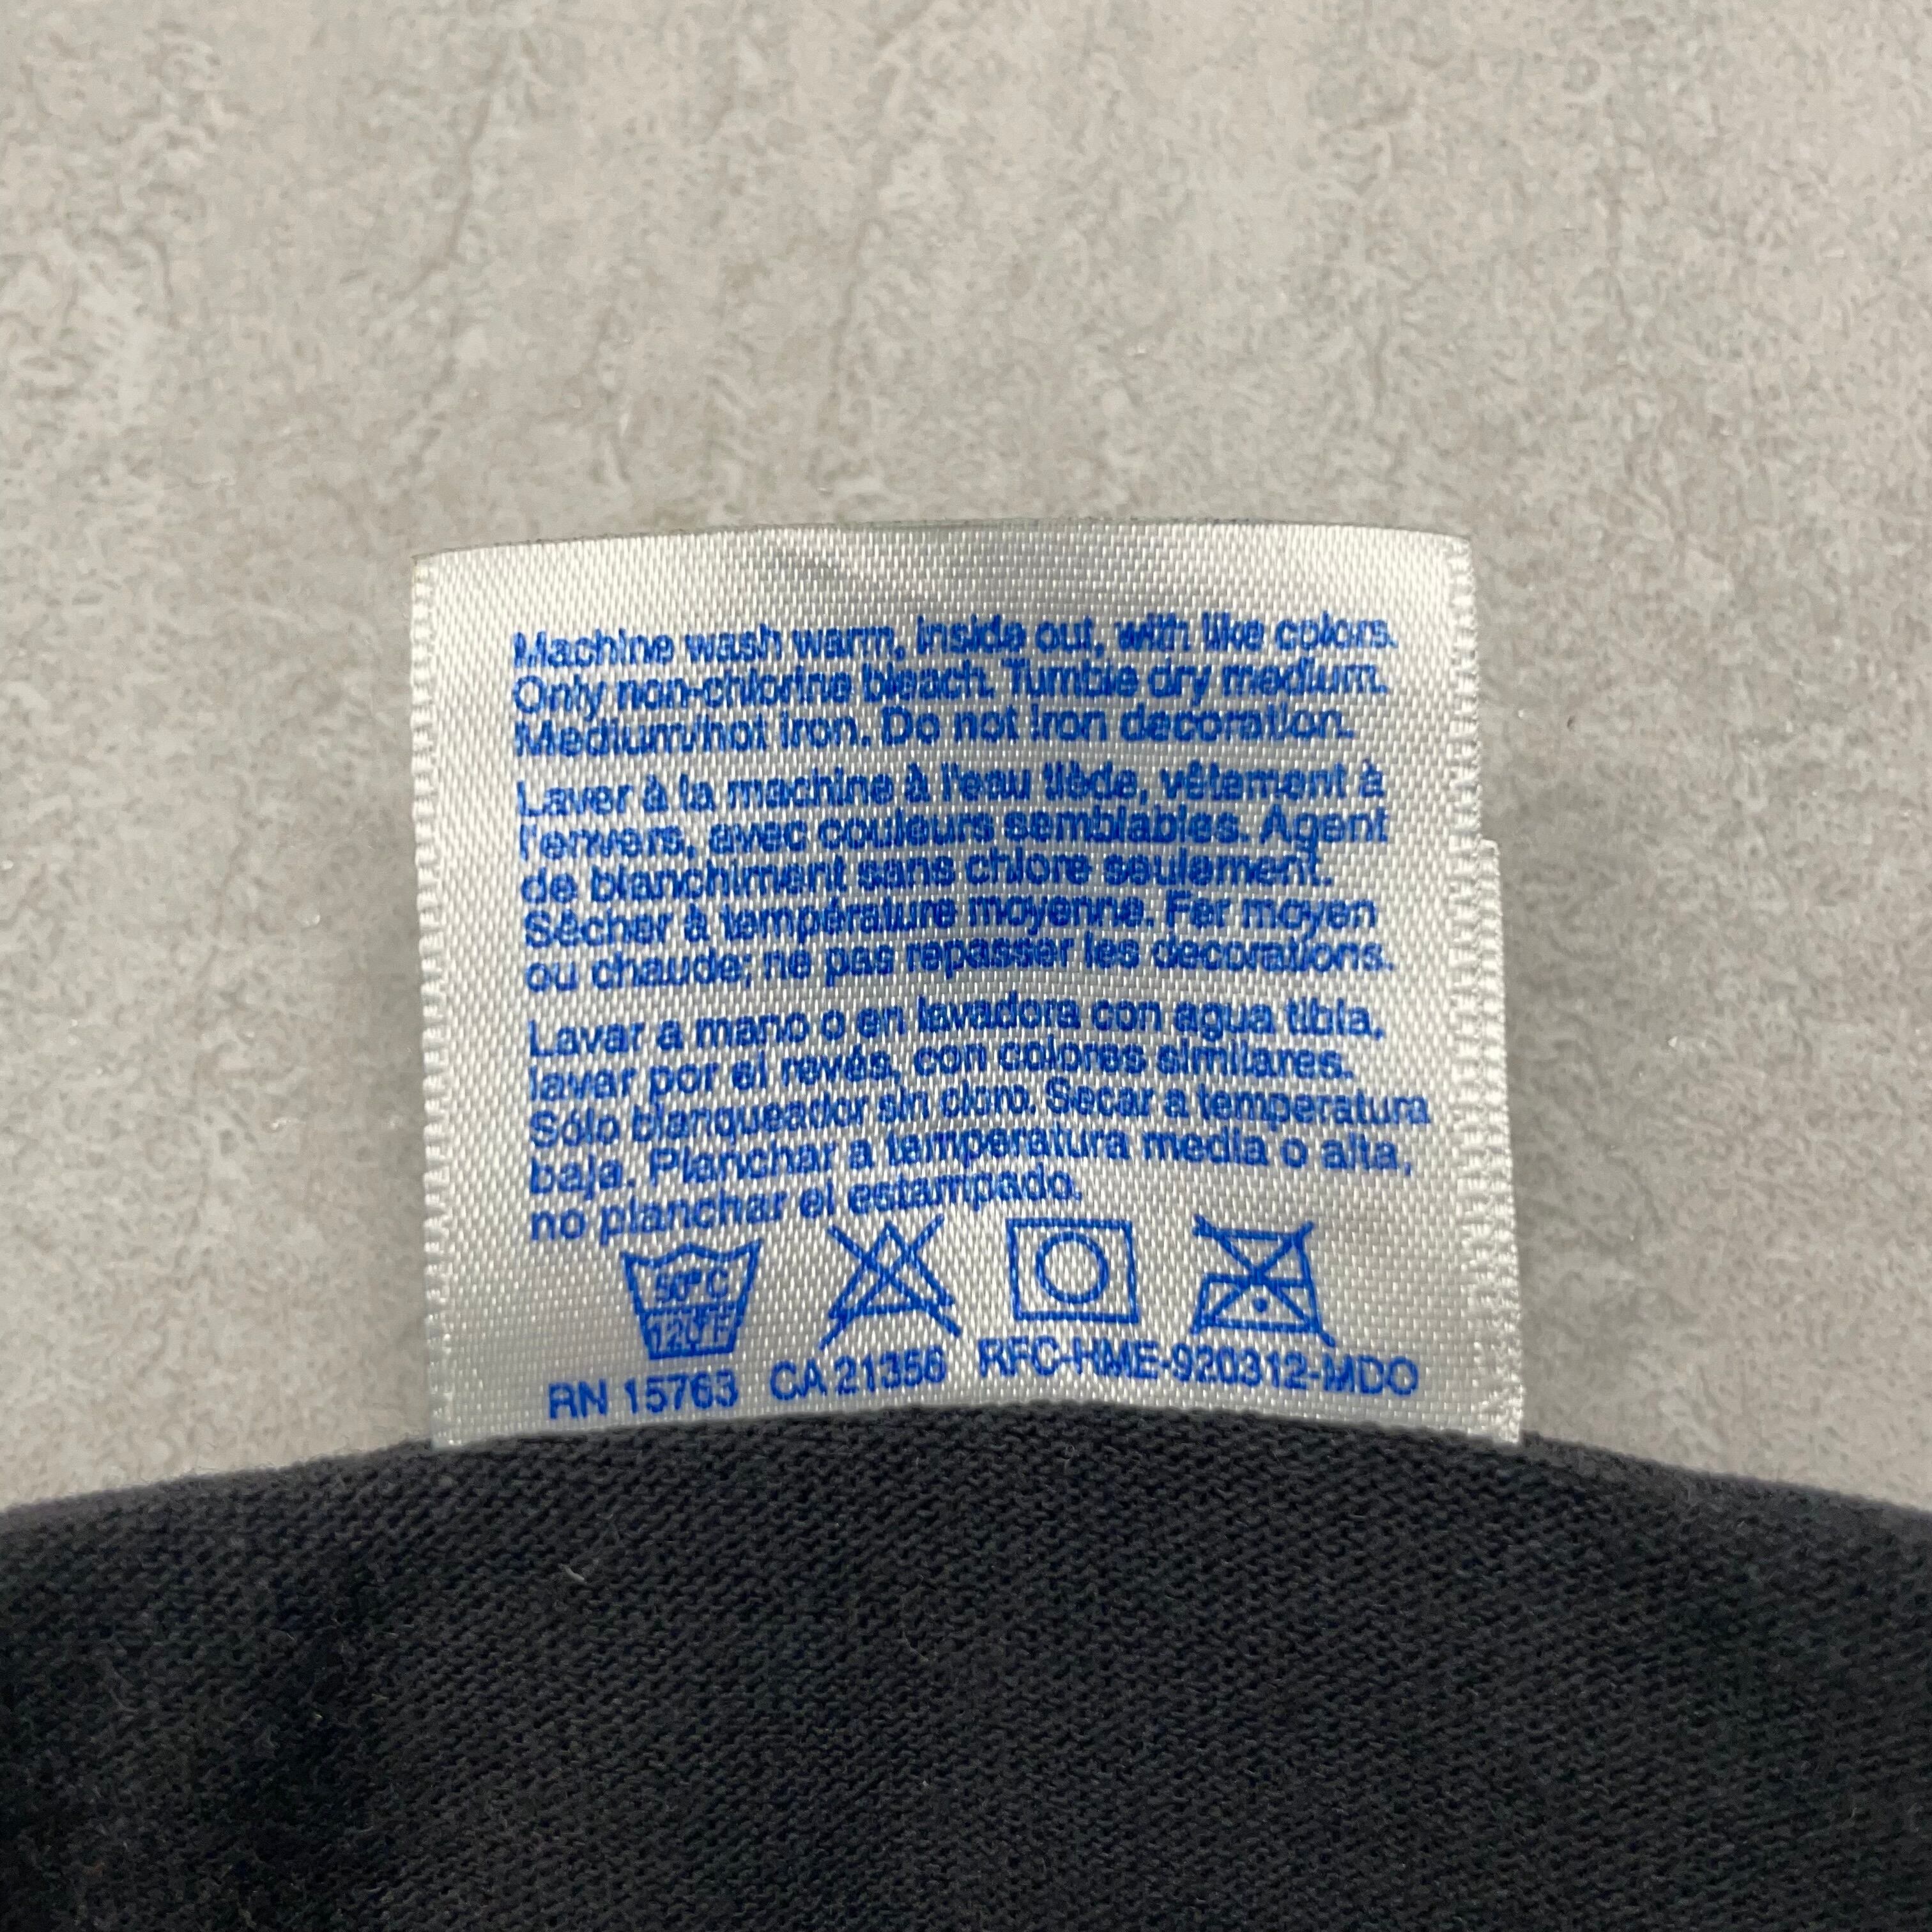 Machine wash warm, inside out, with like colors.
Only non-chlorine bleach. Tumble dry medium.
Medium/hot iron. Do not iron decoration.
Laver à la machine à l'eau tiède, vêtement à
l'envers, avec couleurs semblables. Agent
de blanchiment sans chlore seulement.
Sécher à température moyenne. Fer moyen
ou chaude; ne pas repasser les decorations.
Lavar a mano o en lavadora con agua tibia,
lavar por el revés, con colores similares.
Sólo blanqueador sin cloro. Secar a temperatura
baja. Planchar a temperatura media o alta,
no planchar el estampado.
50°C
120°F
RN 15763 CA 21356 RFC-HME-920312-MDO